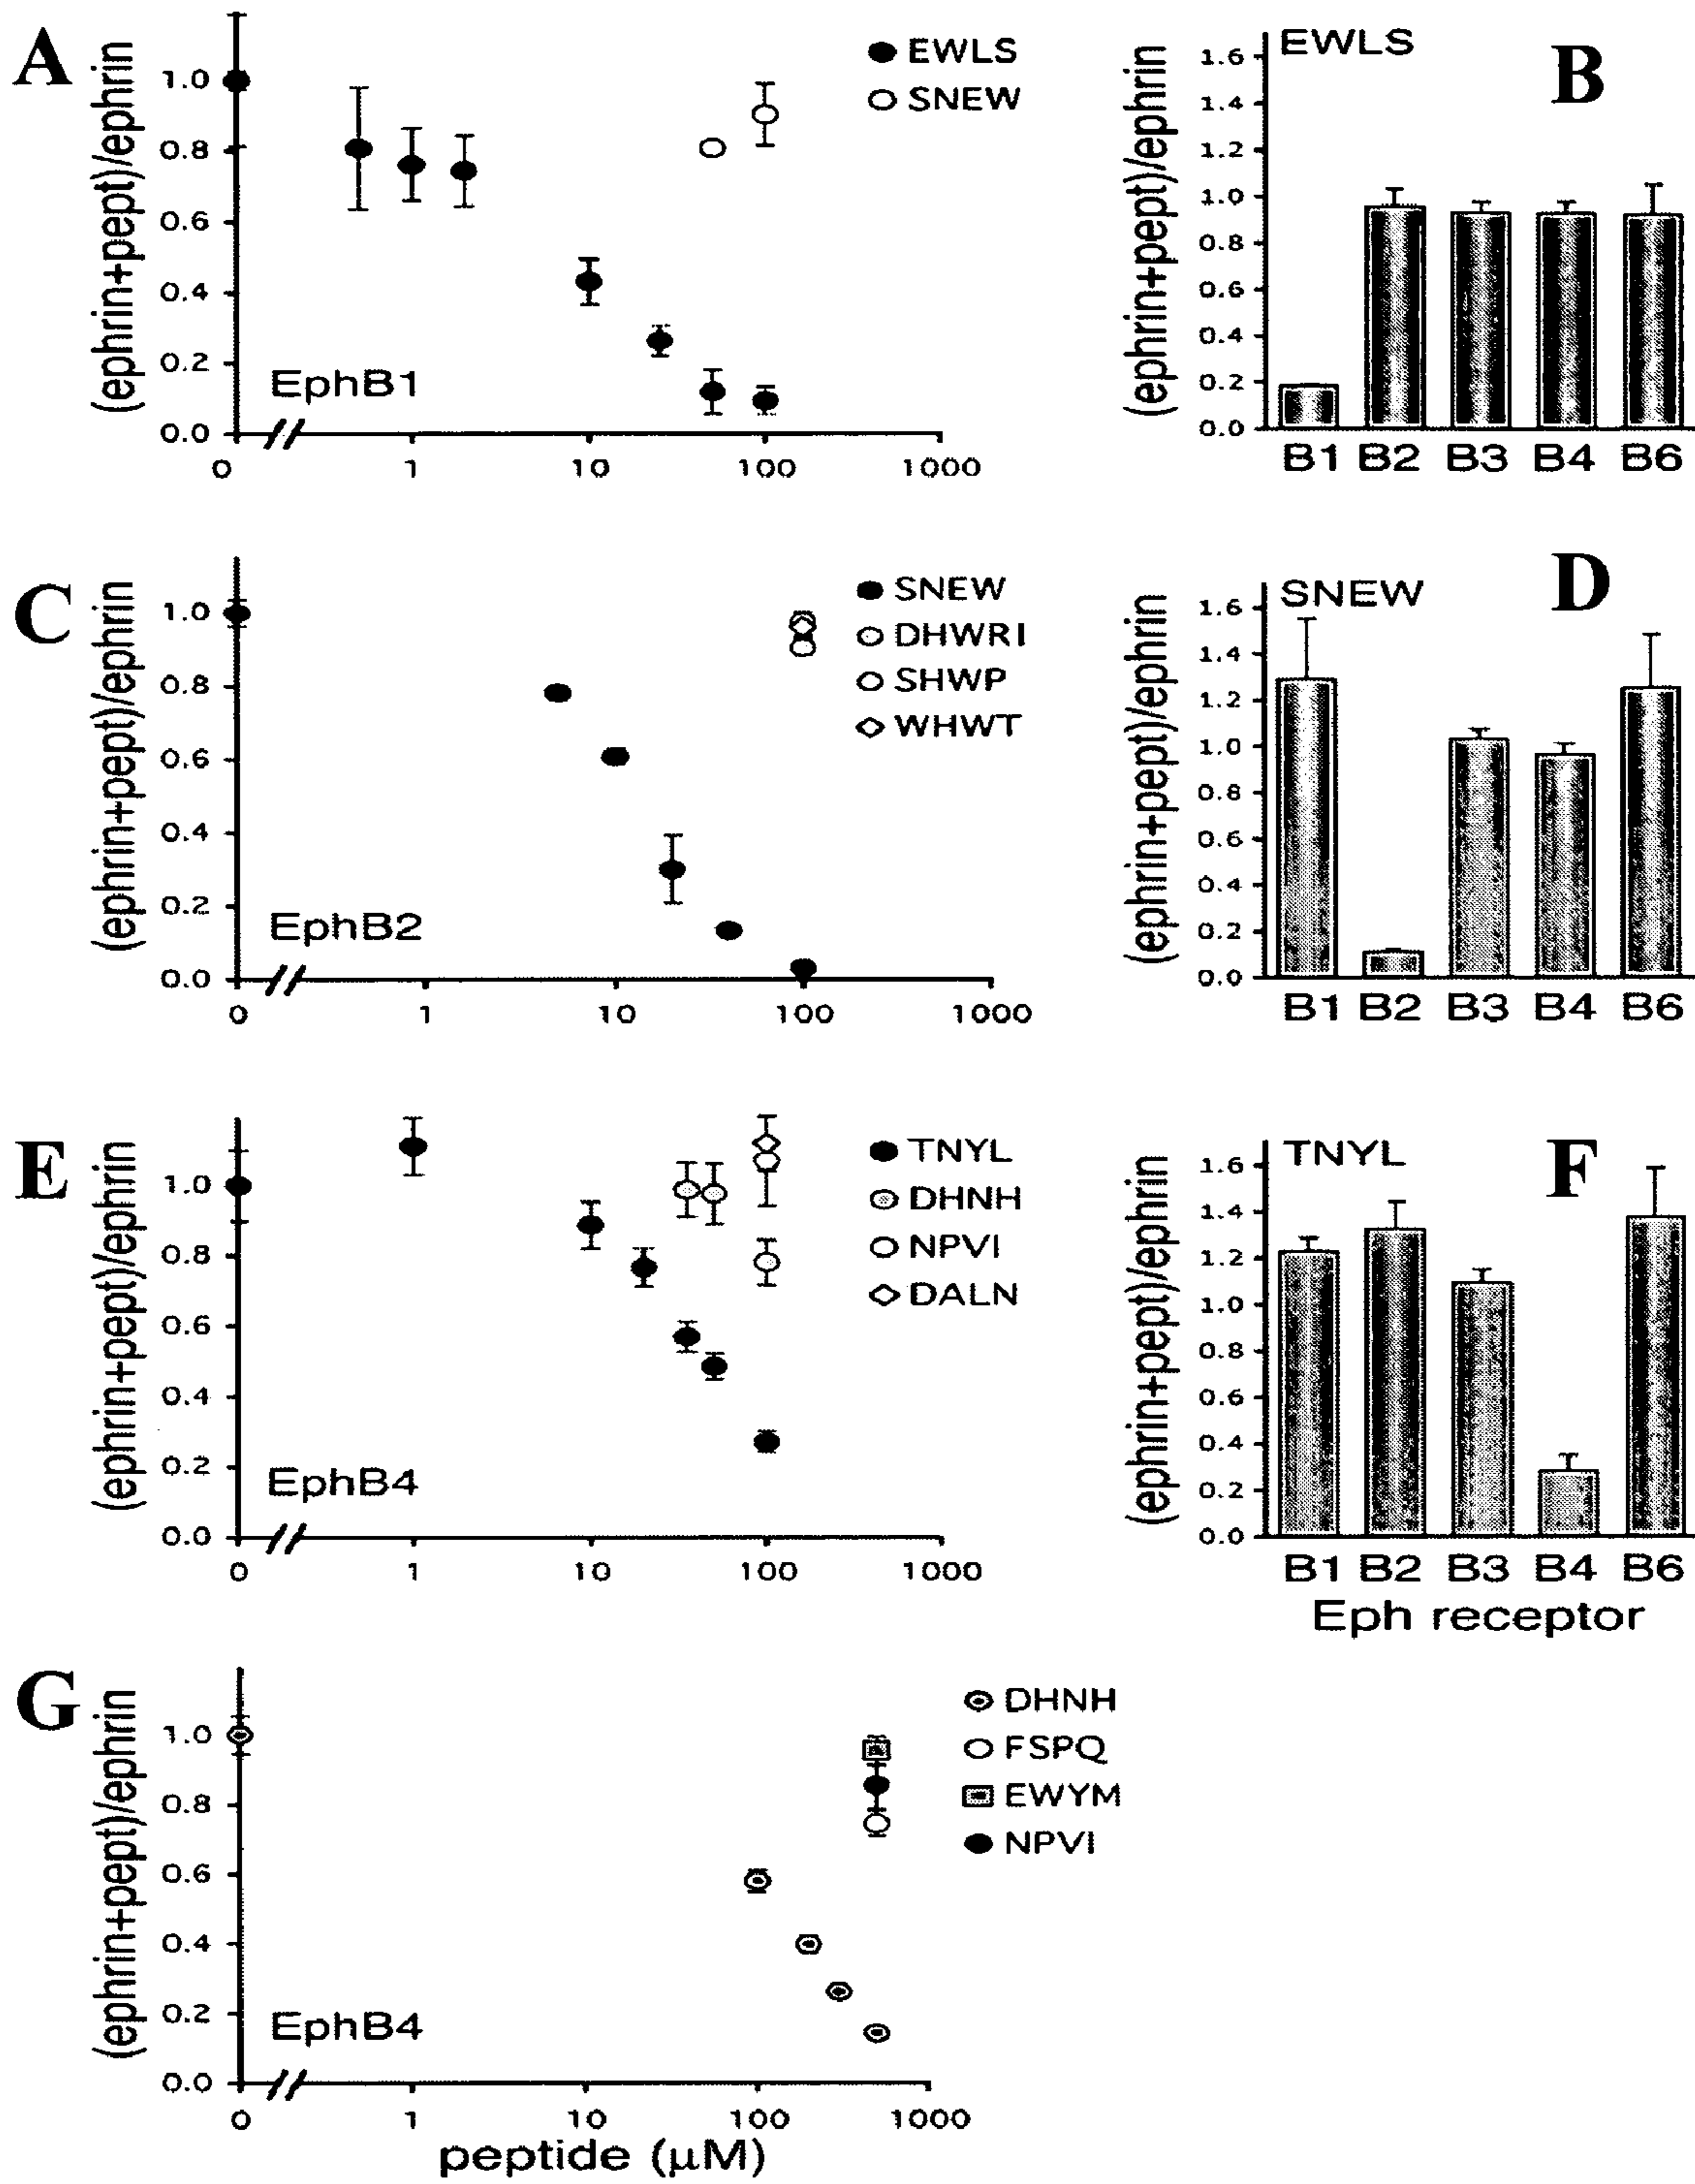 A
(ephrin+pept)/ephrin
1.0
0.8
0.6
0.4
0.2
0.0
EphB1
EWLS
SNEW
0 1 10 100 1000
B
(ephrin+pept)/ephrin
EWLS
1.6
1.4
1.2
1.0
0.8
0.6
0.4
0.2
0.0
B1 B2 B3 B4 B6
C
(ephrin+pept)/ephrin
1.0
0.8
0.6
0.4
0.2
0.0
EphB2
SNEW
DHWRI
SHWP
WHWT
0 1 10 100 1000
D
(ephrin+pept)/ephrin
SNEW
1.6
1.4
1.2
1.0
0.8
0.6
0.4
0.2
0.0
B1 B2 B3 B4 B6
E
(ephrin+pept)/ephrin
1.0
0.8
0.6
0.4
0.2
0.0
EphB4
TNYL
DHNH
NPVI
DALN
0 1 10 100 1000
F
(ephrin+pept)/ephrin
TNYL
1.6
1.4
1.2
1.0
0.8
0.6
0.4
0.2
0.0
B1 B2 B3 B4 B6
Eph receptor
G
(ephrin+pept)/ephrin
1.0
0.8
0.6
0.4
0.2
0.0
EphB4
DHNH
FSPQ
EWYM
NPVI
0 1 10 100 1000
peptide (μM)